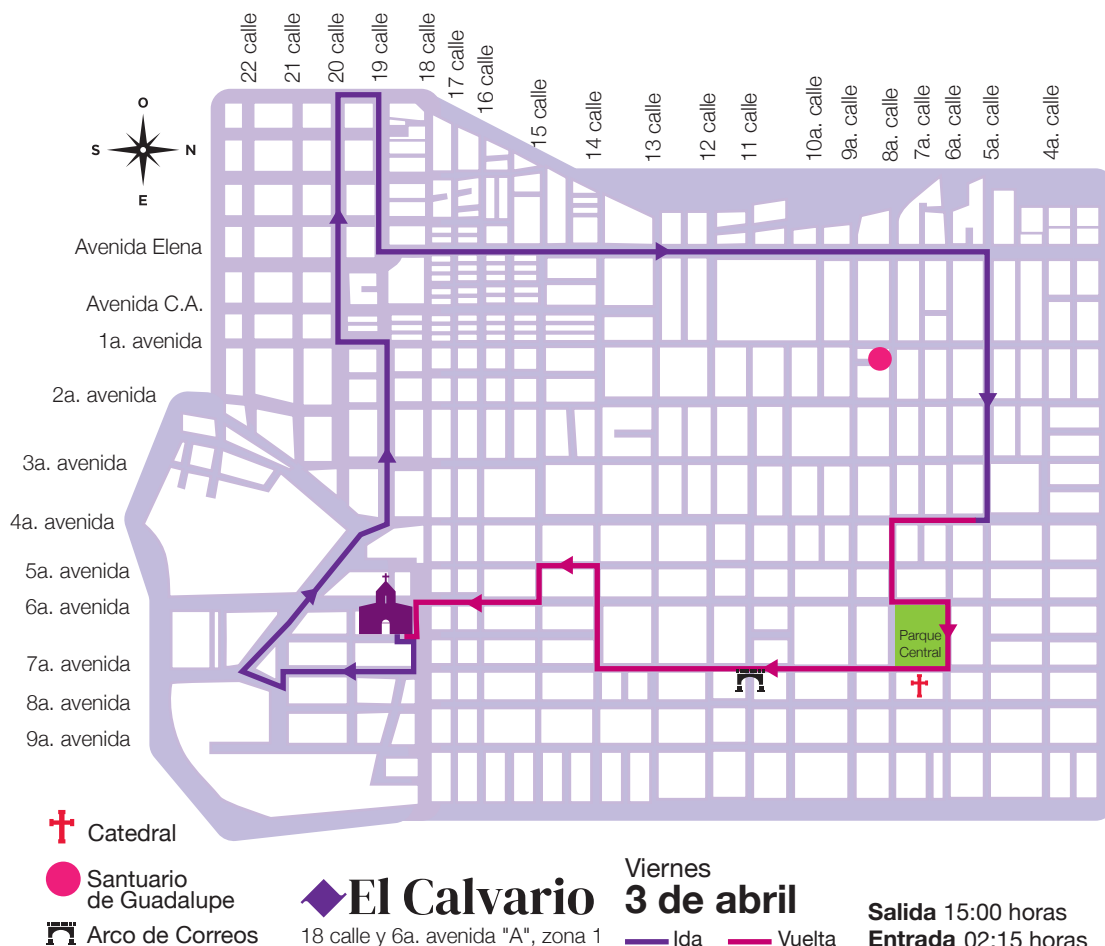 22 calle
21 calle
20 calle
19 calle
18 calle
17 calle
16 calle
15 calle
14 calle
13 calle
12 calle
11 calle
10a. calle
9a. calle
8a. calle
7a. calle
6a. calle
5a. calle
4a. calle
O
S N
E
Avenida Elena
Avenida C.A.
1a. avenida
2a. avenida
3a. avenida
4a. avenida
5a. avenida
6a. avenida
7a. avenida
8a. avenida
9a. avenida
Parque
Central
Catedral
Santuario
de Guadalupe
Arco de Correos
El Calvario
18 calle y 6a. avenida "A", zona 1
Viernes
3 de abril
Ida Vuelta
Salida 15:00 horas
Entrada 02:15 horas